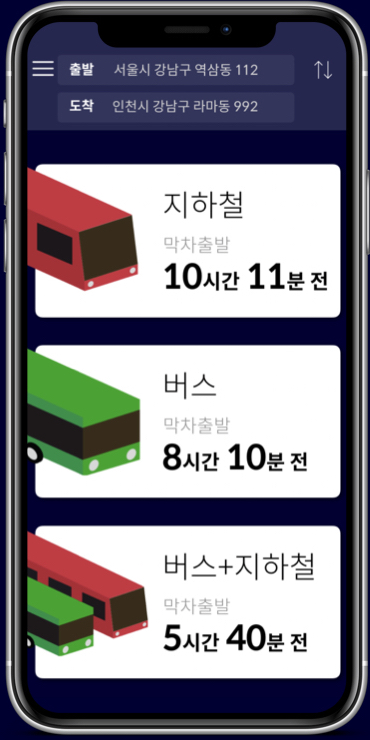 출발 서울시 강남구 역삼동 112
도착 인천시 강남구 라마동 992
지하철
막차출발
10시간 11분 전
버스
막차출발
8시간 10분 전
버스+지하철
막차출발
5시간 40분 전